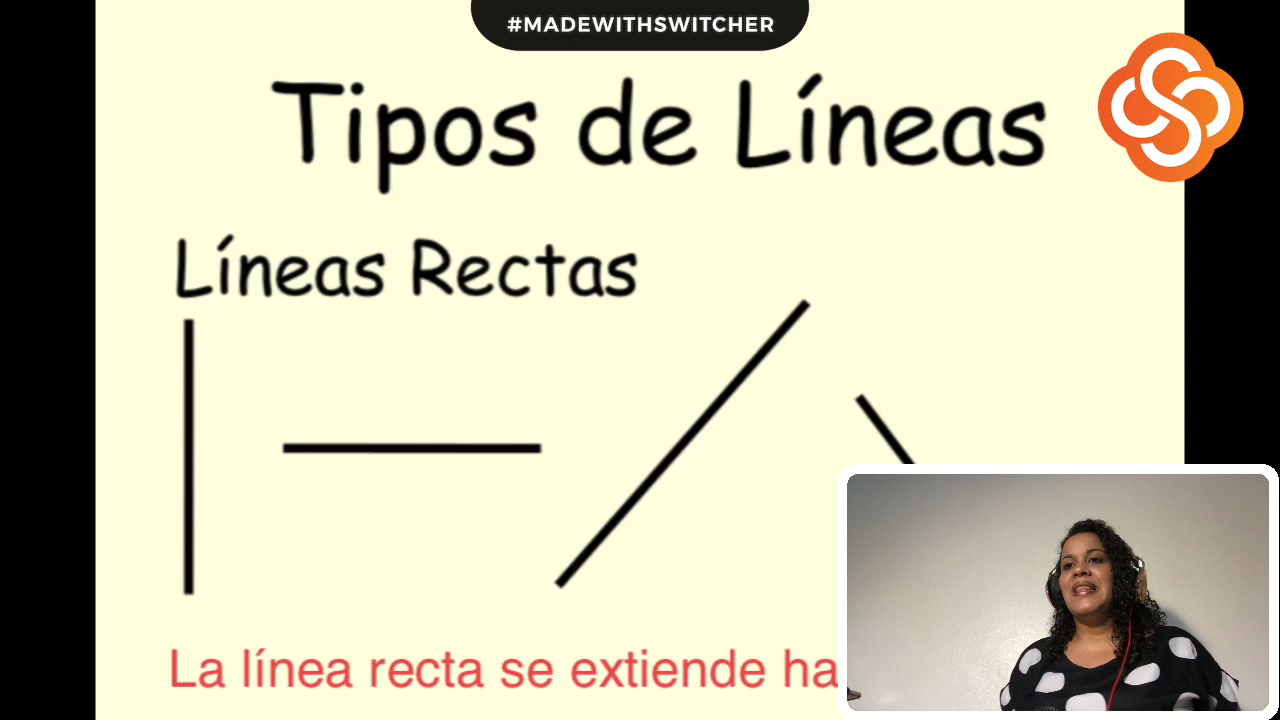 #MADEWITHSWITCHER
Tipos de Líneas
Líneas Rectas
La línea recta se extiende